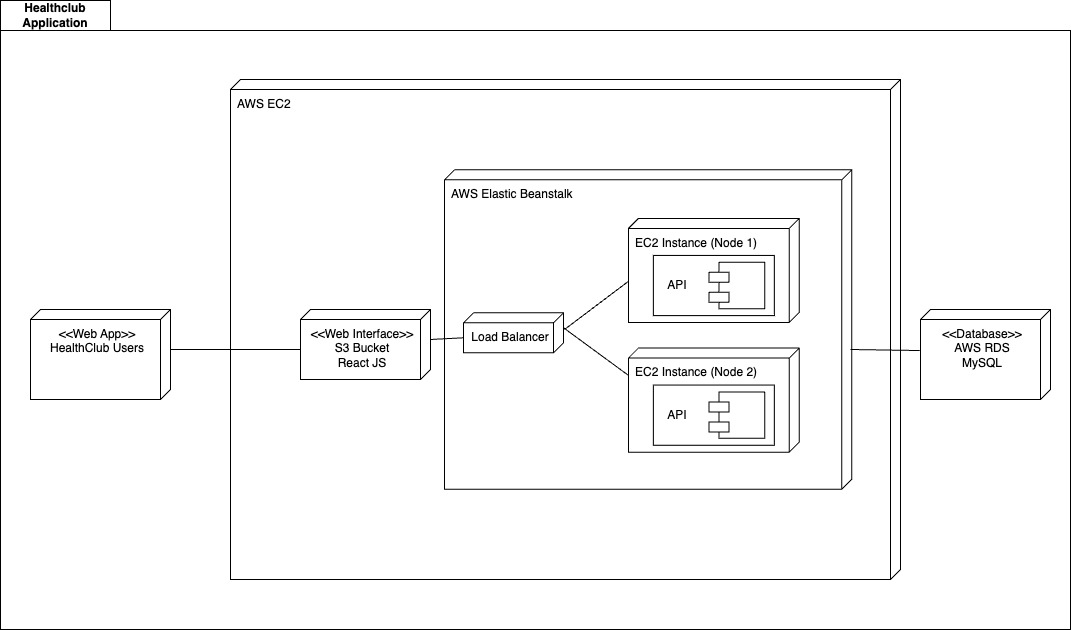 Healthclub
Application
AWS EC2
AWS Elastic Beanstalk
EC2 Instance (Node 1)
API
<<Web App>>
HealthClub Users
<<Web Interface>>
S3 Bucket
React JS
Load Balancer
<<Database>>
AWS RDS
MySQL
EC2 Instance (Node 2)
API